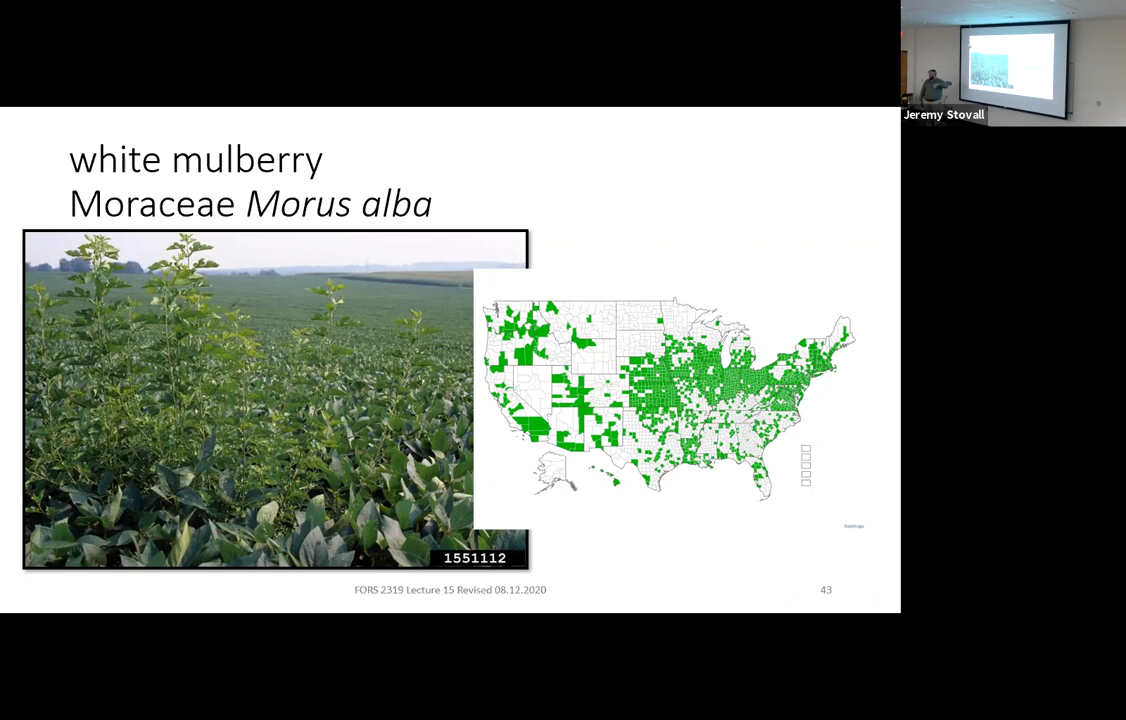 white mulberry
Moraceae Morus alba
1551112
FORS 2319 Lecture 15 Revised 08.12.2020
43
Jeremy Stovall